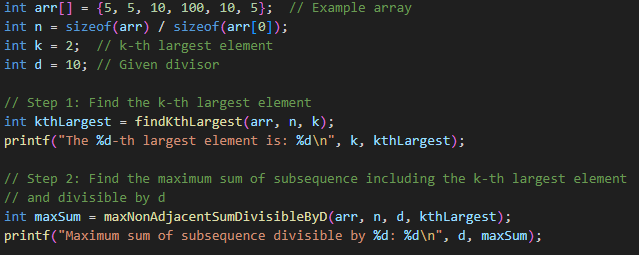 int arr[] = {5, 5, 10, 100, 10, 5};  // Example array
int n = sizeof(arr) / sizeof(arr[0]);
int k = 2;  // k-th largest element
int d = 10; // Given divisor

// Step 1: Find the k-th largest element
int kthLargest = findKthLargest(arr, n, k);
printf("The %d-th largest element is: %d\n", k, kthLargest);

// Step 2: Find the maximum sum of subsequence including the k-th largest element
// and divisible by d
int maxSum = maxNonAdjacentSumDivisibleByD(arr, n, d, kthLargest);
printf("Maximum sum of subsequence divisible by %d: %d\n", d, maxSum);